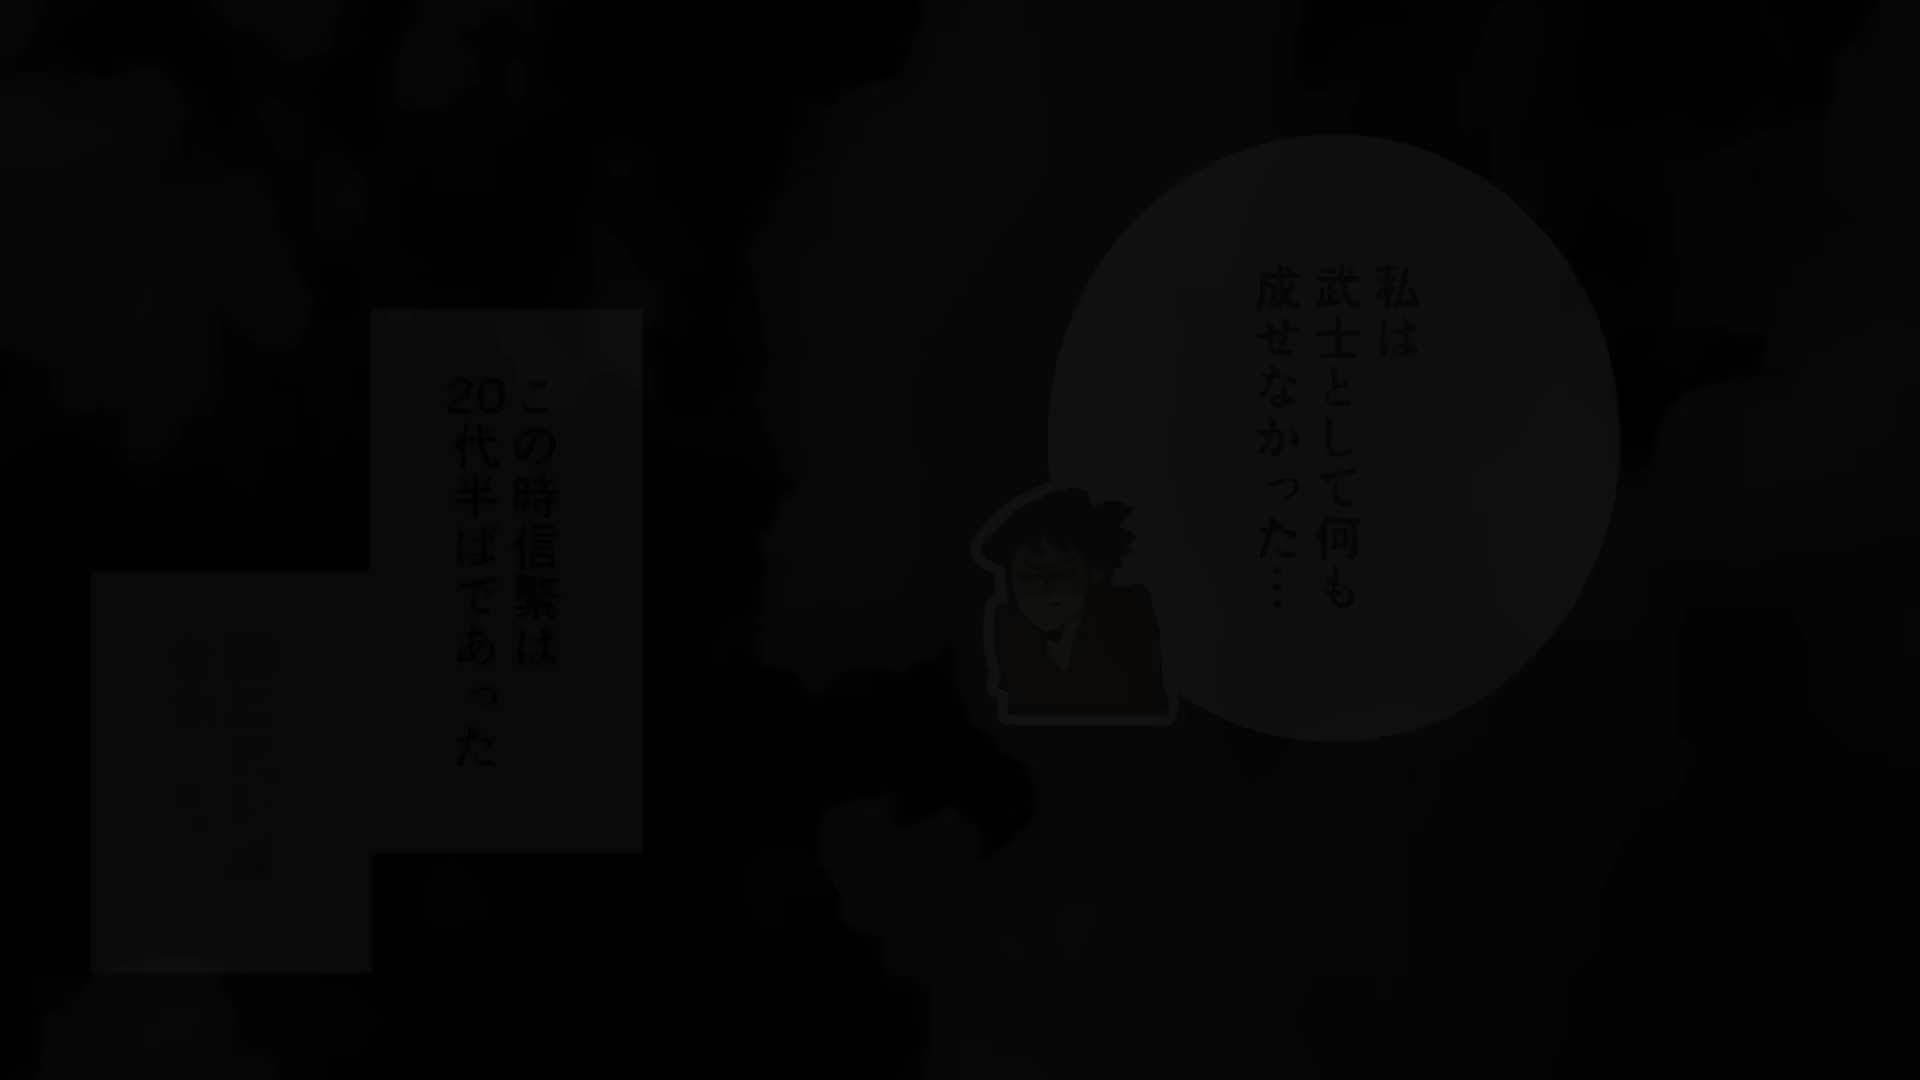 私は
武士として何も
成せなかった…
この時信繁は
20代半ばであった